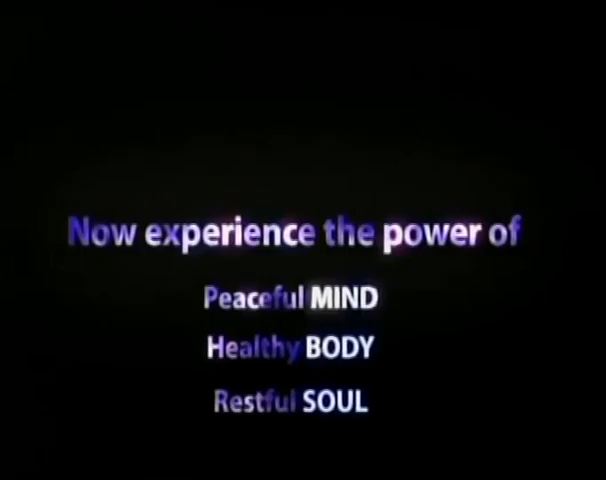 Now experience the power of
Peaceful MIND
Healthy BODY
Restful SOUL